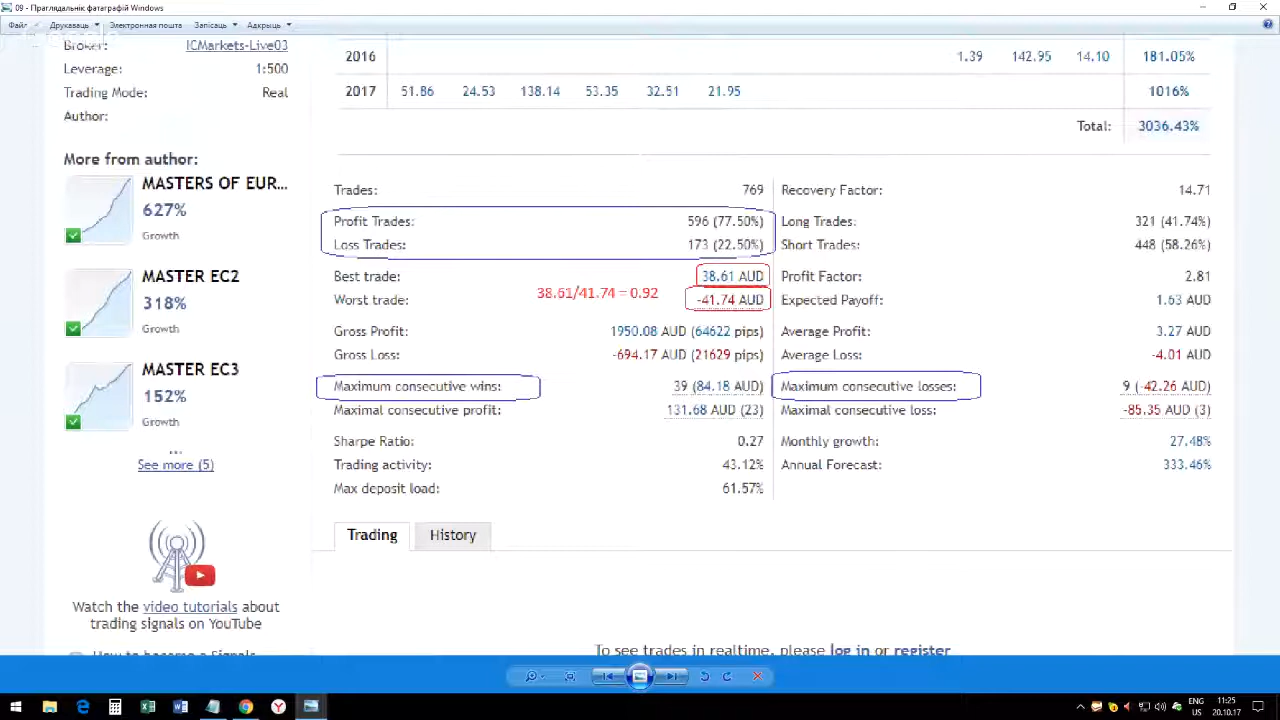 09 - Праглядальнік фатаграфій Windows
Файл Друкаваць Электронная пошта Запісаць Адкрыць
Broker: ICMarkets-Live03
Leverage: 1:500
Trading Mode: Real
Author:
More from author:
MASTERS OF EUR...
627%
Growth
MASTER EC2
318%
Growth
MASTER EC3
152%
Growth
...
See more (5)
Watch the video tutorials about
trading signals on YouTube
How to become a Signals
2016 1.39 142.95 14.10 181.05%
2017 51.86 24.53 138.14 53.35 32.51 21.95 1016%
Total: 3036.43%
Trades: 769
Profit Trades: 596 (77.50%)
Loss Trades: 173 (22.50%)
Best trade: 38.61 AUD
Worst trade: -41.74 AUD
38.61/41.74 = 0.92
Gross Profit: 1950.08 AUD (64622 pips)
Gross Loss: -694.17 AUD (21629 pips)
Maximum consecutive wins: 39 (84.18 AUD)
Maximal consecutive profit: 131.68 AUD (23)
Sharpe Ratio: 0.27
Trading activity: 43.12%
Max deposit load: 61.57%
Recovery Factor: 14.71
Long Trades: 321 (41.74%)
Short Trades: 448 (58.26%)
Profit Factor: 2.81
Expected Payoff: 1.63 AUD
Average Profit: 3.27 AUD
Average Loss: -4.01 AUD
Maximum consecutive losses: 9 (-42.26 AUD)
Maximal consecutive loss: -85.35 AUD (3)
Monthly growth: 27.48%
Annual Forecast: 333.46%
Trading History
To see trades in realtime, please log in or register
ENG
US
11:25
20.10.17